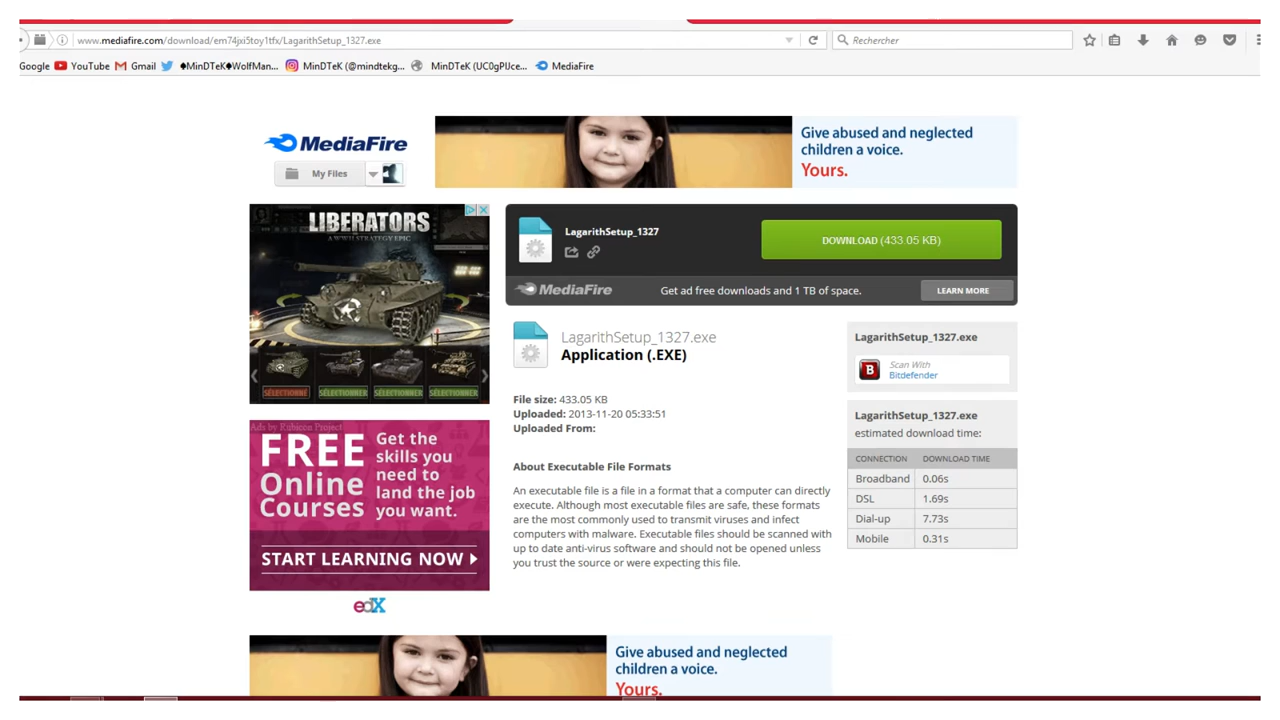 www.mediafire.com/download/em74jxi5toy1tfx/LagarithSetup_1327.exe
Rechercher
Google YouTube Gmail ♠MinDTeK♠WolfMan... MinDTeK (@mindtekg... MinDTeK (UC0gPlJce... MediaFire
MediaFire
My Files
Give abused and neglected
children a voice.
Yours.
LIBERATORS
A WWII STRATEGY EPIC
SÉLECTIONNE SÉLECTIONNER SÉLECTIONNER SÉLECTIONNER
LagarithSetup_1327
DOWNLOAD (433.05 KB)
MediaFire Get ad free downloads and 1 TB of space. LEARN MORE
LagarithSetup_1327.exe
Application (.EXE)
File size: 433.05 KB
Uploaded: 2013-11-20 05:33:51
Uploaded From:
About Executable File Formats
An executable file is a file in a format that a computer can directly
execute. Although most executable files are safe, these formats
are the most commonly used to transmit viruses and infect
computers with malware. Executable files should be scanned with
up to date anti-virus software and should not be opened unless
you trust the source or were expecting this file.
LagarithSetup_1327.exe
B
Scan With
Bitdefender
LagarithSetup_1327.exe
estimated download time:
CONNECTION DOWNLOAD TIME
Broadband 0.06s
DSL 1.69s
Dial-up 7.73s
Mobile 0.31s
Ads by Rubicon Project
FREE
Online
Courses
Get the
skills you
need to
land the job
you want.
START LEARNING NOW
edX
Give abused and neglected
children a voice.
Yours.